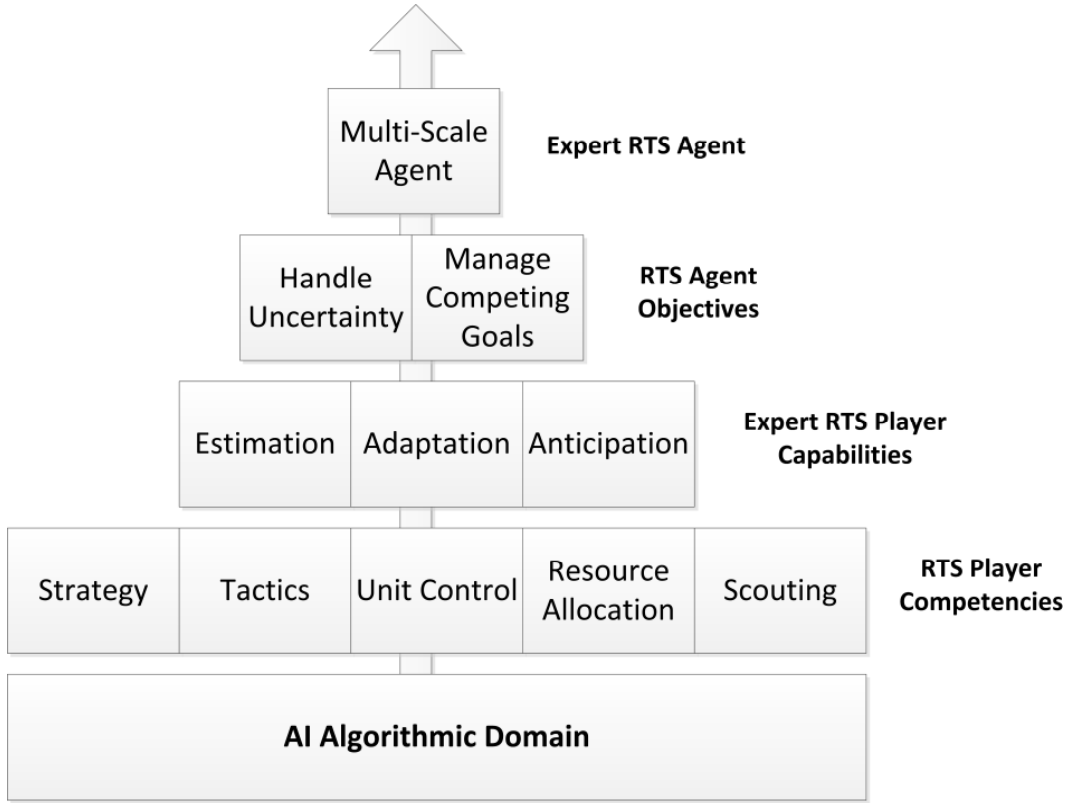 Multi-Scale
Agent
Expert RTS Agent
Handle
Uncertainty
Manage
Competing
Goals
RTS Agent
Objectives
Estimation
Adaptation
Anticipation
Expert RTS Player
Capabilities
Strategy
Tactics
Unit Control
Resource
Allocation
Scouting
RTS Player
Competencies
AI Algorithmic Domain